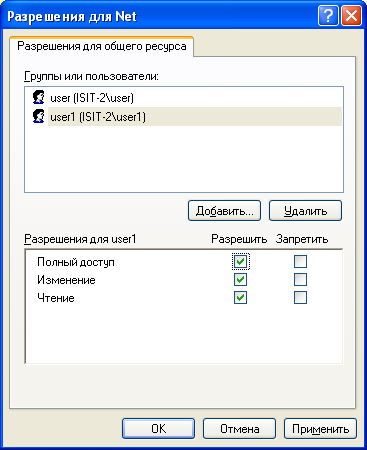 Разрешения для Net
Разрешения для общего ресурса
Группы или пользователи:
user (ISIT-2\user)
user1 (ISIT-2\user1)
Добавить... Удалить
Разрешения для user1 Разрешить Запретить
Полный доступ
Изменение
Чтение
OK Отмена Применить